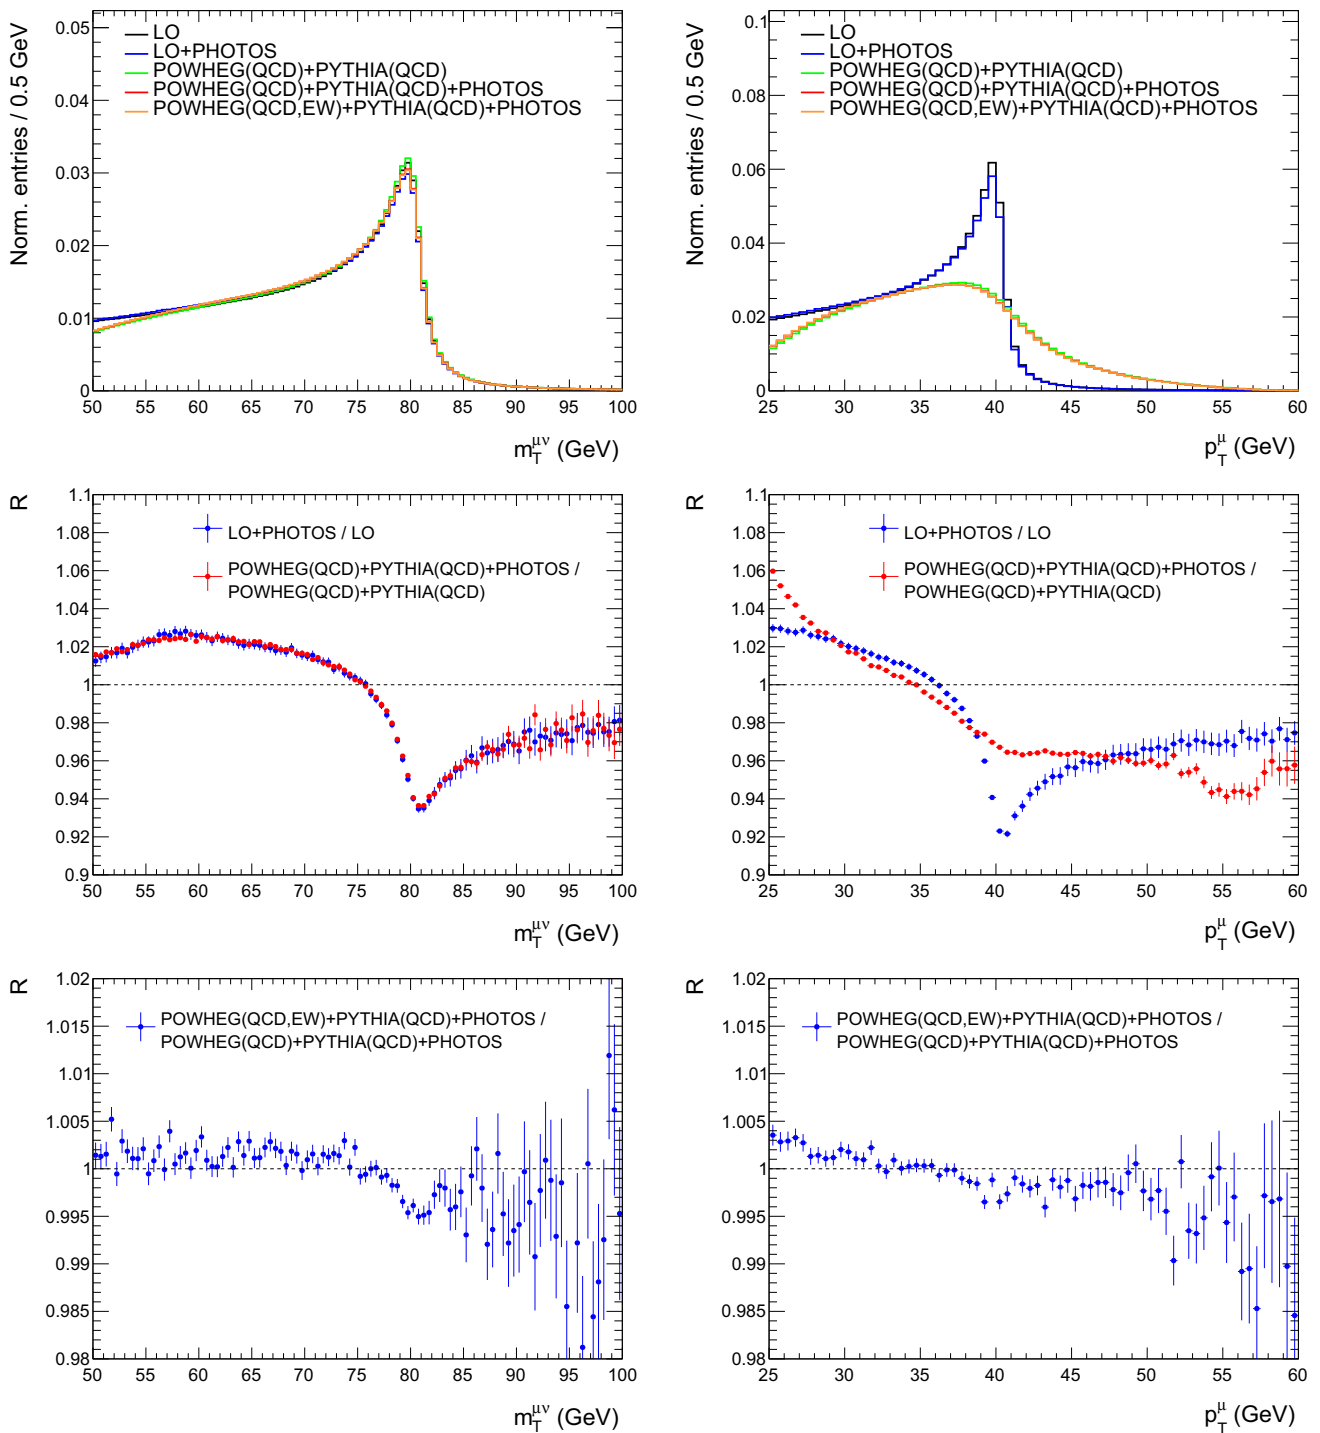 Norm. entries / 0.5 GeV
0.05
0.04
0.03
0.02
0.01
0
LO
LO+PHOTOS
POWHEG(QCD)+PYTHIA(QCD)
POWHEG(QCD)+PYTHIA(QCD)+PHOTOS
POWHEG(QCD,EW)+PYTHIA(QCD)+PHOTOS
50 55 60 65 70 75 80 85 90 95 100
m_T^{μν} (GeV)
Norm. entries / 0.5 GeV
0.1
0.08
0.06
0.04
0.02
0
LO
LO+PHOTOS
POWHEG(QCD)+PYTHIA(QCD)
POWHEG(QCD)+PYTHIA(QCD)+PHOTOS
POWHEG(QCD,EW)+PYTHIA(QCD)+PHOTOS
25 30 35 40 45 50 55 60
p_T^μ (GeV)
R
1.1
1.08
1.06
1.04
1.02
1
0.98
0.96
0.94
0.92
0.9
LO+PHOTOS / LO
POWHEG(QCD)+PYTHIA(QCD)+PHOTOS /
POWHEG(QCD)+PYTHIA(QCD)
50 55 60 65 70 75 80 85 90 95 100
m_T^{μν} (GeV)
R
1.1
1.08
1.06
1.04
1.02
1
0.98
0.96
0.94
0.92
0.9
LO+PHOTOS / LO
POWHEG(QCD)+PYTHIA(QCD)+PHOTOS /
POWHEG(QCD)+PYTHIA(QCD)
25 30 35 40 45 50 55 60
p_T^μ (GeV)
R
1.02
1.015
1.01
1.005
1
0.995
0.99
0.985
0.98
POWHEG(QCD,EW)+PYTHIA(QCD)+PHOTOS /
POWHEG(QCD)+PYTHIA(QCD)+PHOTOS
50 55 60 65 70 75 80 85 90 95 100
m_T^{μν} (GeV)
R
1.02
1.015
1.01
1.005
1
0.995
0.99
0.985
0.98
POWHEG(QCD,EW)+PYTHIA(QCD)+PHOTOS /
POWHEG(QCD)+PYTHIA(QCD)+PHOTOS
25 30 35 40 45 50 55 60
p_T^μ (GeV)